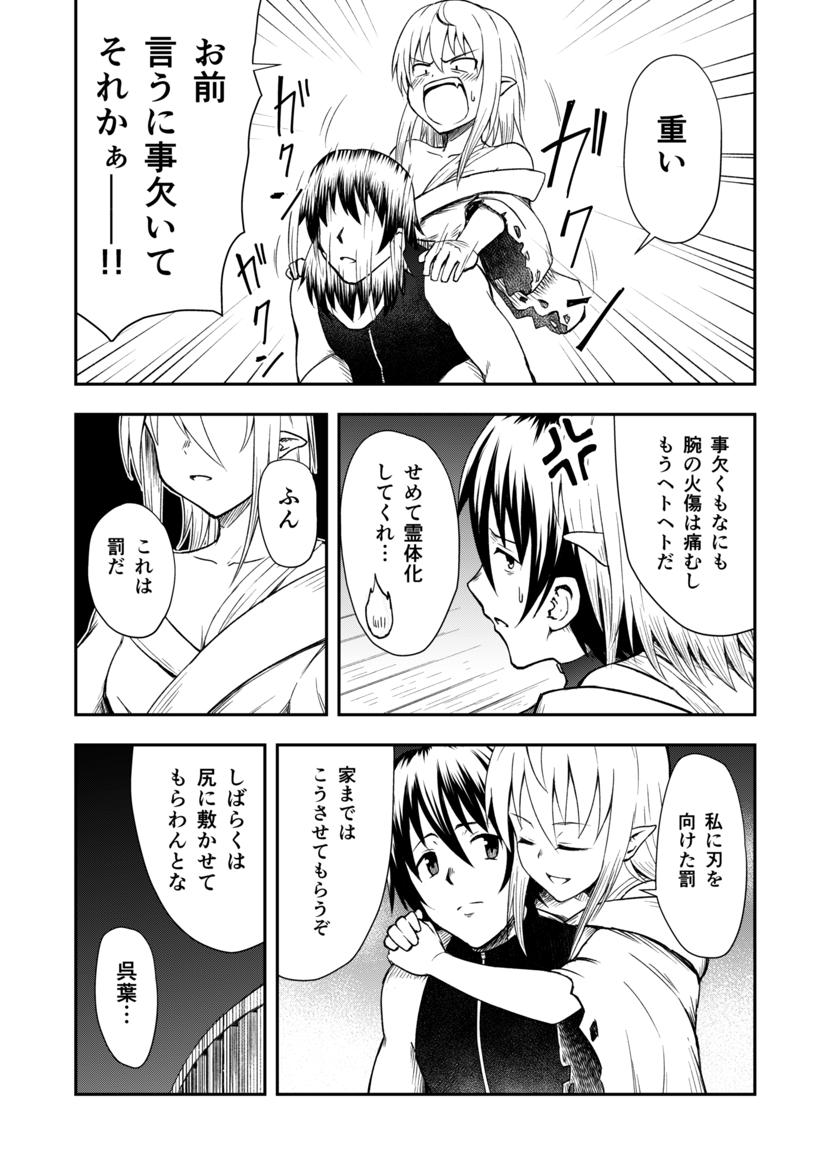 重い
お前
言うに事欠いて
それかぁ――!!
ガクンッ
ガクンッ
ガクン
事欠くもなにも
腕の火傷は痛むし
もうヘトヘトだ
せめて霊体化
してくれ…
ふん
これは
罰だ
私に刃を
向けた罰
家までは
こうさせてもらうぞ
しばらくは
尻に敷かせて
もらわんとな
呉葉…